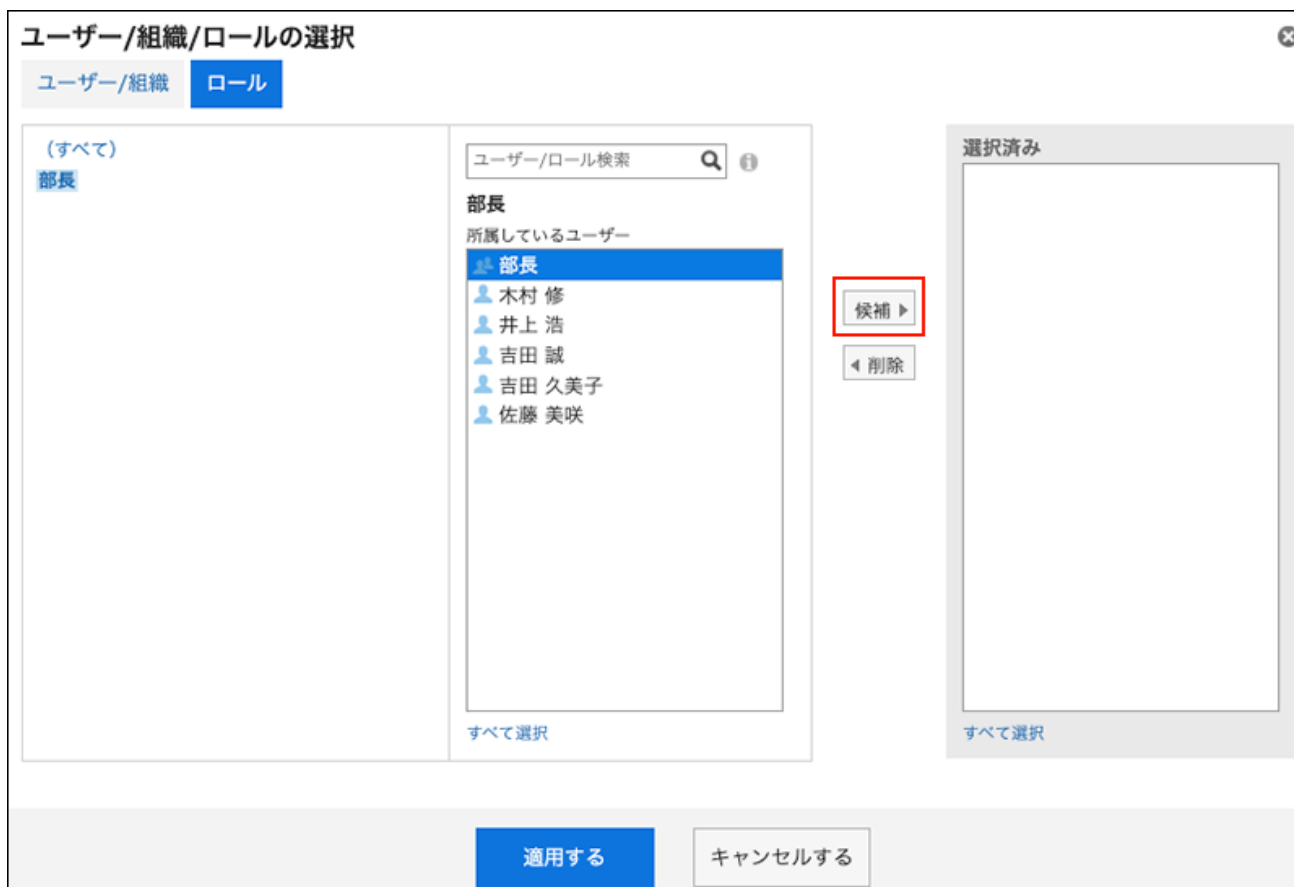 ユーザー/組織/ロールの選択
ユーザー/組織
ロール
(すべて)
部長
ユーザー/ロール検索
部長
所属しているユーザー
部長
木村 修
井上 浩
吉田 誠
吉田 久美子
佐藤 美咲
すべて選択
候補
削除
選択済み
すべて選択
適用する
キャンセルする